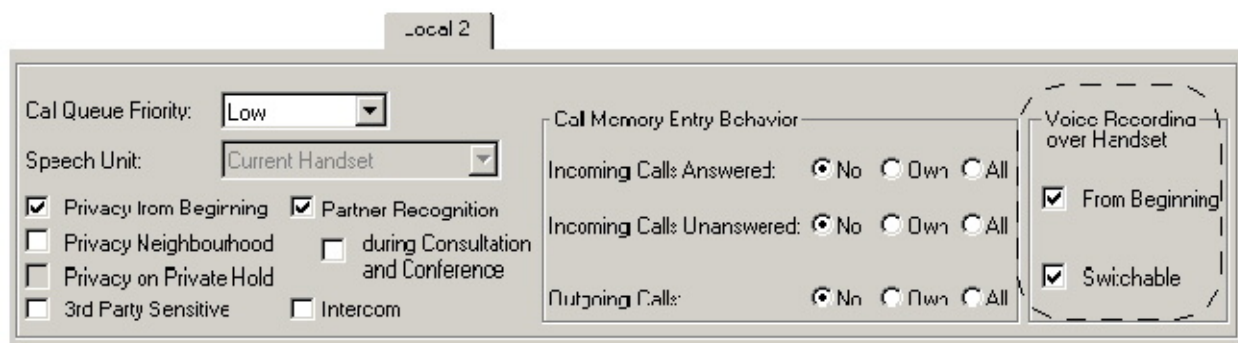 Local 2
Call Queue Priority: Low
Speech Unit: Current Handset
Privacy from Beginning
Partner Recognition
Privacy Neighbourhood
during Consultation
and Conference
Privacy on Private Hold
3rd Party Sensitive
Intercom
Call Memory Entry Behavior
Incoming Calls Answered: No Own All
Incoming Calls Unanswered: No Own All
Outgoing Calls: No Own All
Voice Recording
over Handset
From Beginning
Switchable